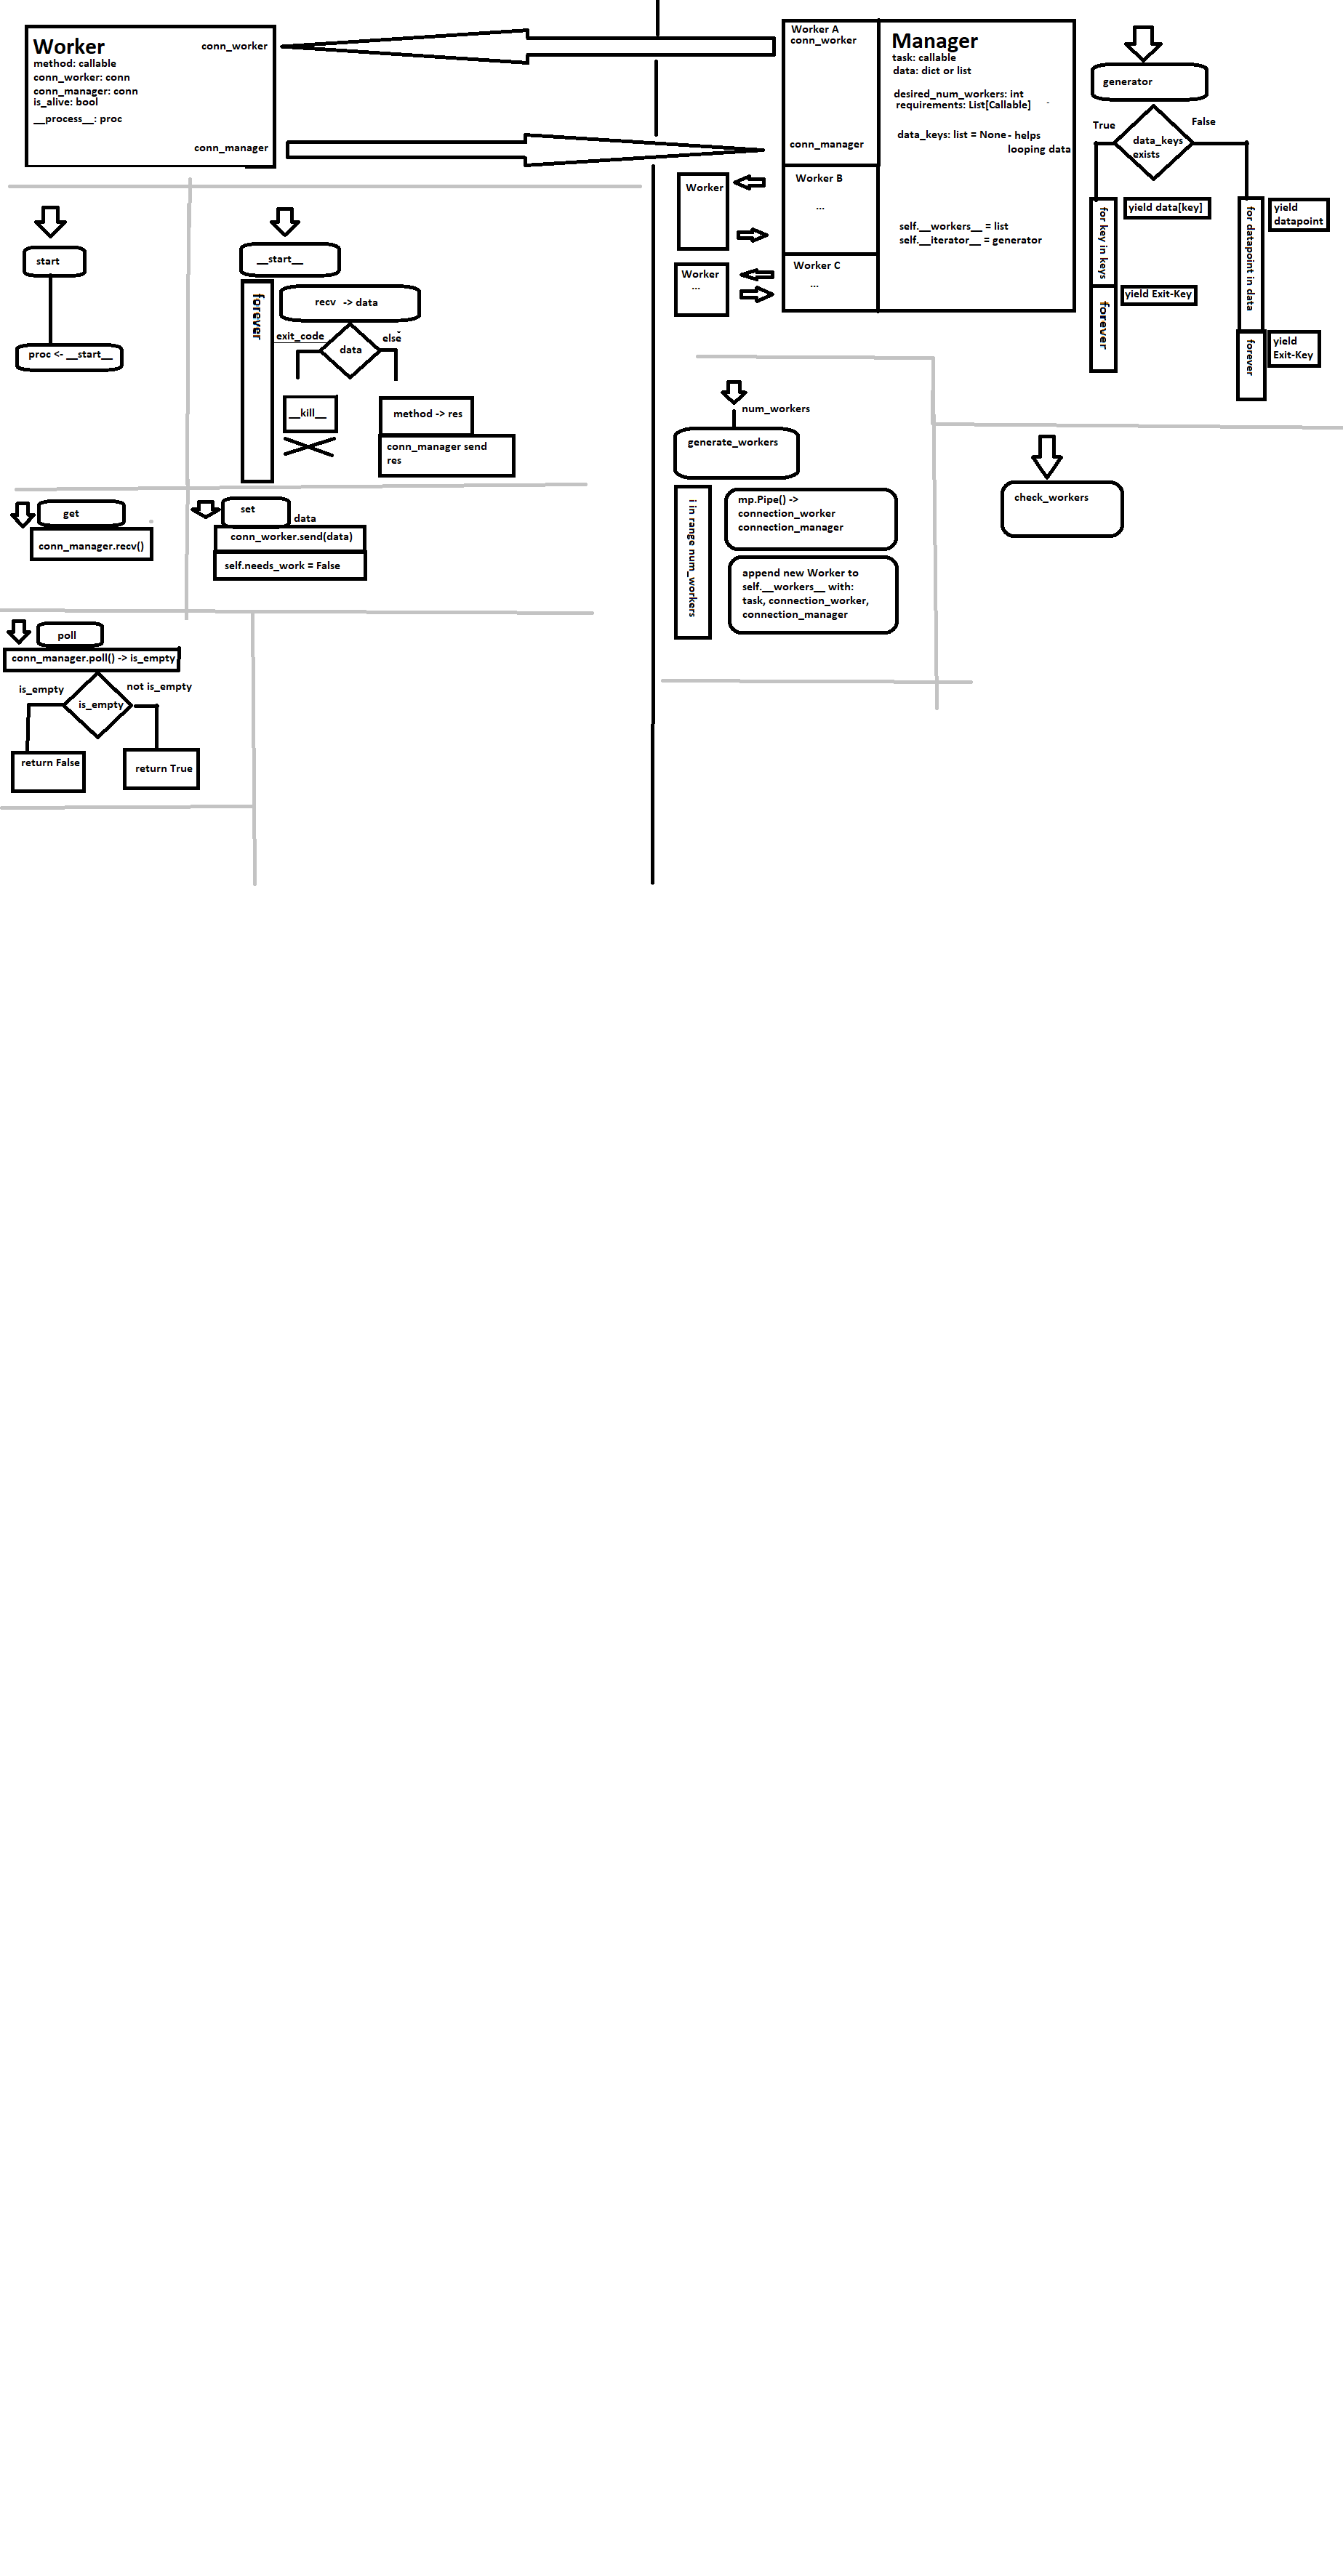 Worker
method: callable
conn_worker: conn
conn_manager: conn
is_alive: bool
__process__: proc
conn_worker
conn_manager
Worker A
conn_worker
conn_manager
Worker B
...
Worker C
...
Manager
task: callable
data: dict or list
desired_num_workers: int
requirements: List[Callable]
data_keys: list = None - helps
looping data
self.__workers__ = list
self.__iterator__ = generator
Worker
Worker
...
generator
True
False
data_keys
exists
for key in keys
yield data[key]
forever
yield Exit-Key
for datapoint in data
yield
datapoint
forever
yield
Exit-Key
start
proc <- __start__
__start__
forever
recv -> data
exit_code
else
data
__kill__
method -> res
conn_manager send
res
get
conn_manager.recv()
set
data
conn_worker.send(data)
self.needs_work = False
poll
conn_manager.poll() -> is_empty
is_empty
not is_empty
is_empty
return False
return True
num_workers
generate_workers
i in range num_workers
mp.Pipe() ->
connection_worker
connection_manager
append new Worker to
self.__workers__ with:
task, connection_worker,
connection_manager
check_workers